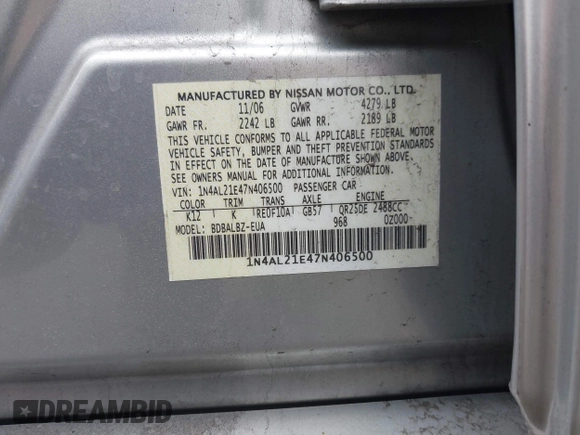 MANUFACTURED BY NISSAN MOTOR CO., LTD.
DATE 11/06 GVWR 4279 LB
GAWR FR. 2242 LB GAWR RR. 2189 LB
THIS VEHICLE CONFORMS TO ALL APPLICABLE FEDERAL MOTOR
VEHICLE SAFETY, BUMPER AND THEFT PREVENTION STANDARDS
IN EFFECT ON THE DATE OF MANUFACTURE SHOWN ABOVE.
SEE OWNERS MANUAL FOR ADDITIONAL INFORMATION.
VIN: 1N4AL21E47N406500 PASSENGER CAR
COLOR TRIM TRANS AXLE ENGINE
K12 K RE0F10A GB57 QR25DE 2488CC
MODEL: BDBALBZ-EUA 968 0Z000-
1N4AL21E47N406500
DREAMBID